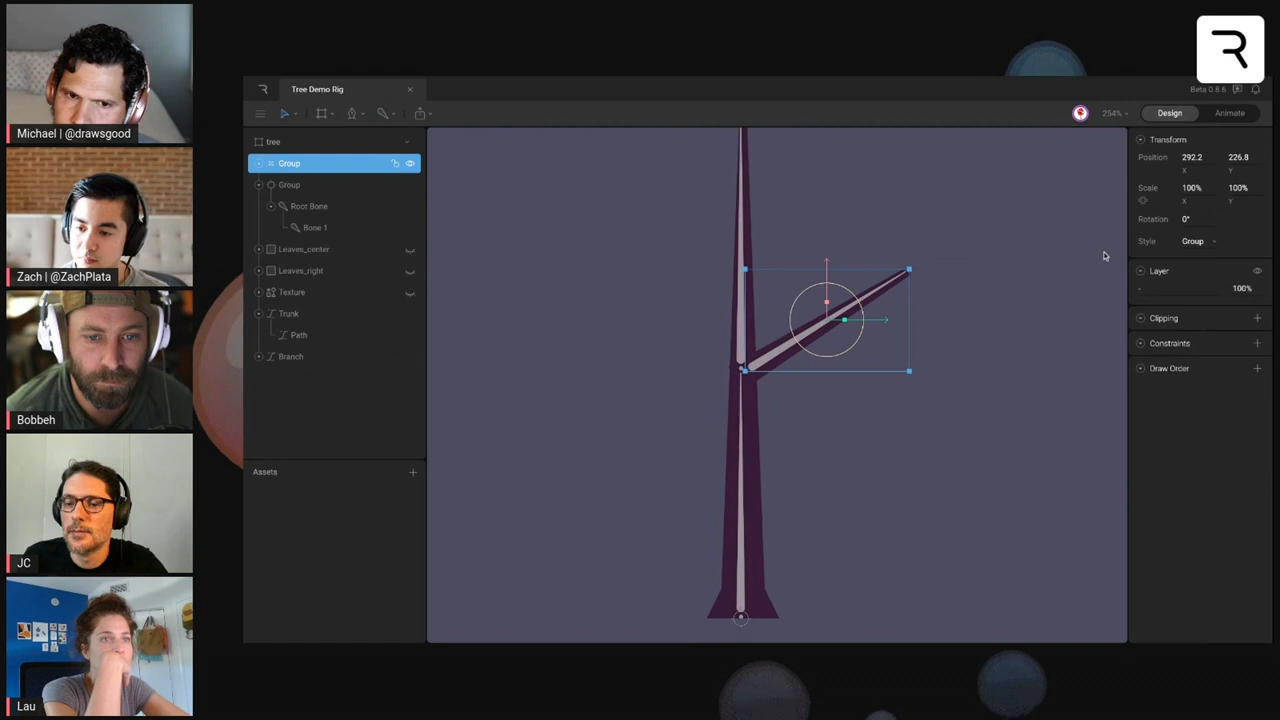 Michael | @drawsgood
Zach | @ZachPlata
Bobbeh
JC
Lau
R
Tree Demo Rig
Beta 0.8.6
254%
Design
Animate
tree
Group
Group
Root Bone
Bone 1
Leaves_center
Leaves_right
Texture
Trunk
Path
Branch
Assets
Transform
Position 292.2 226.8
X Y
Scale 100% 100%
X Y
Rotation 0°
Style Group
Layer
- 100%
Clipping
Constraints
Draw Order